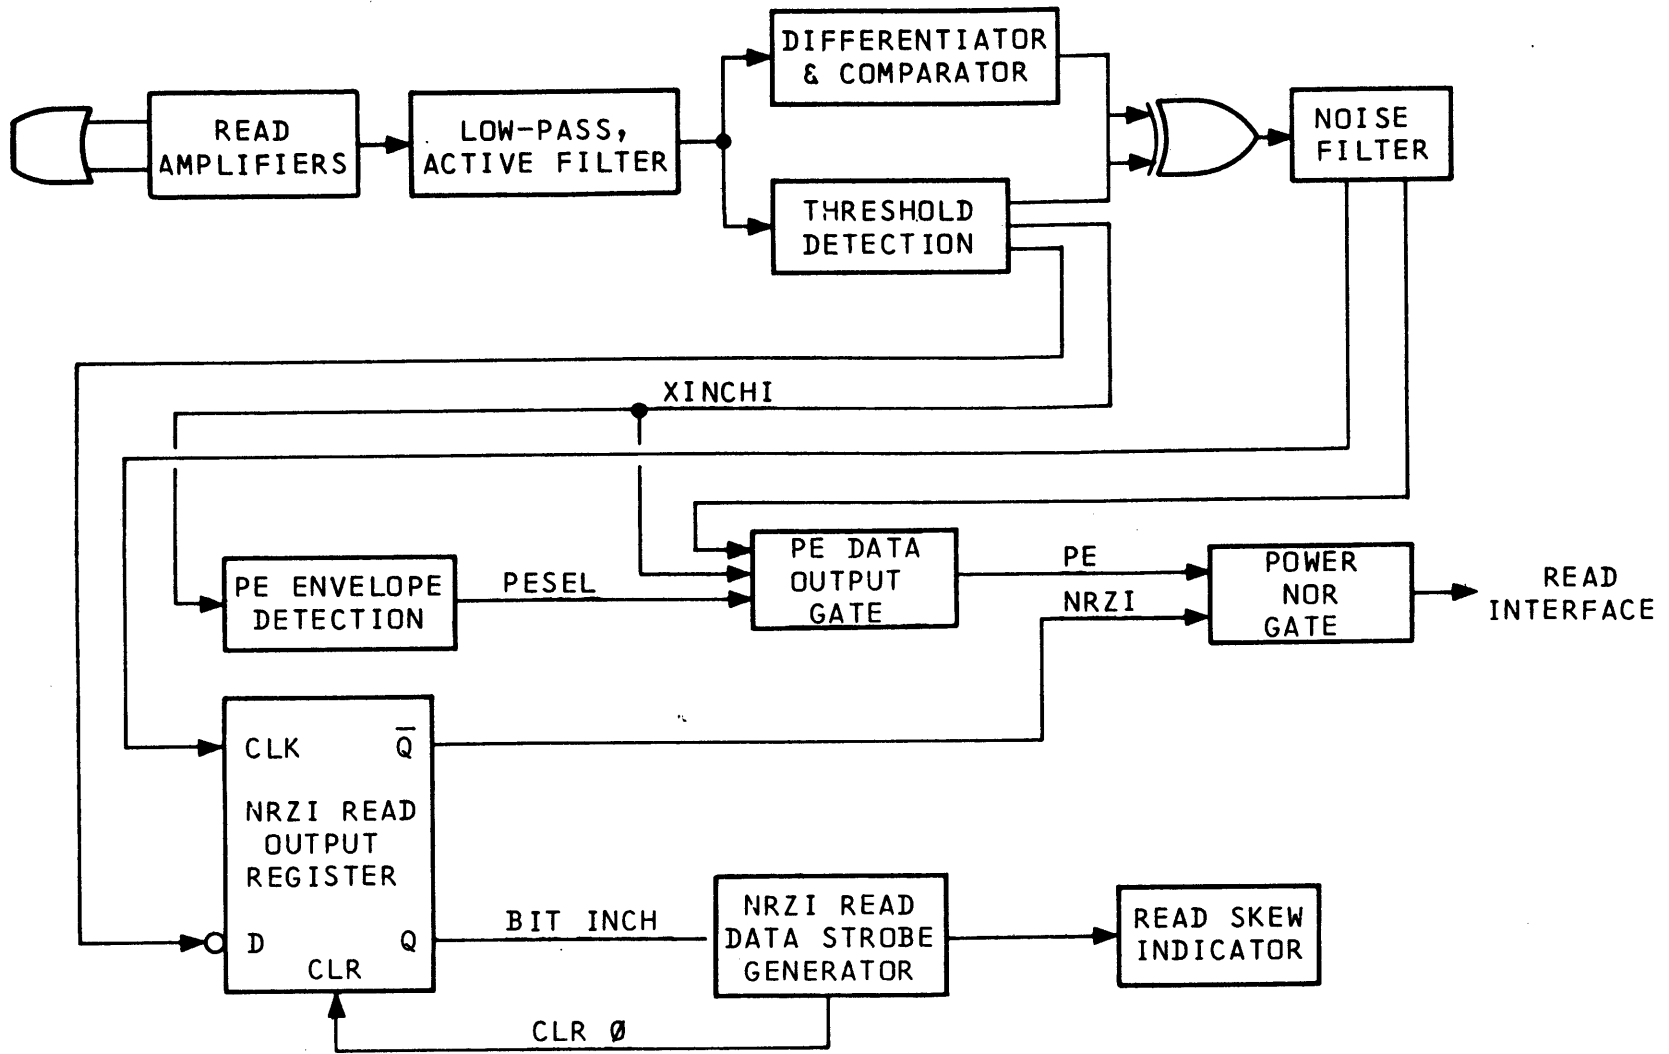 DIFFERENTIATOR
& COMPARATOR
READ
AMPLIFIERS
LOW-PASS,
ACTIVE FILTER
NOISE
FILTER
THRESHOLD
DETECTION
XINCHI
PE ENVELOPE
DETECTION
PESEL
PE DATA
OUTPUT
GATE
PE
NRZI
POWER
NOR
GATE
READ
INTERFACE
CLK
Q̅
NRZI READ
OUTPUT
REGISTER
D
Q
CLR
BIT INCH
NRZI READ
DATA STROBE
GENERATOR
READ SKEW
INDICATOR
CLR Ø